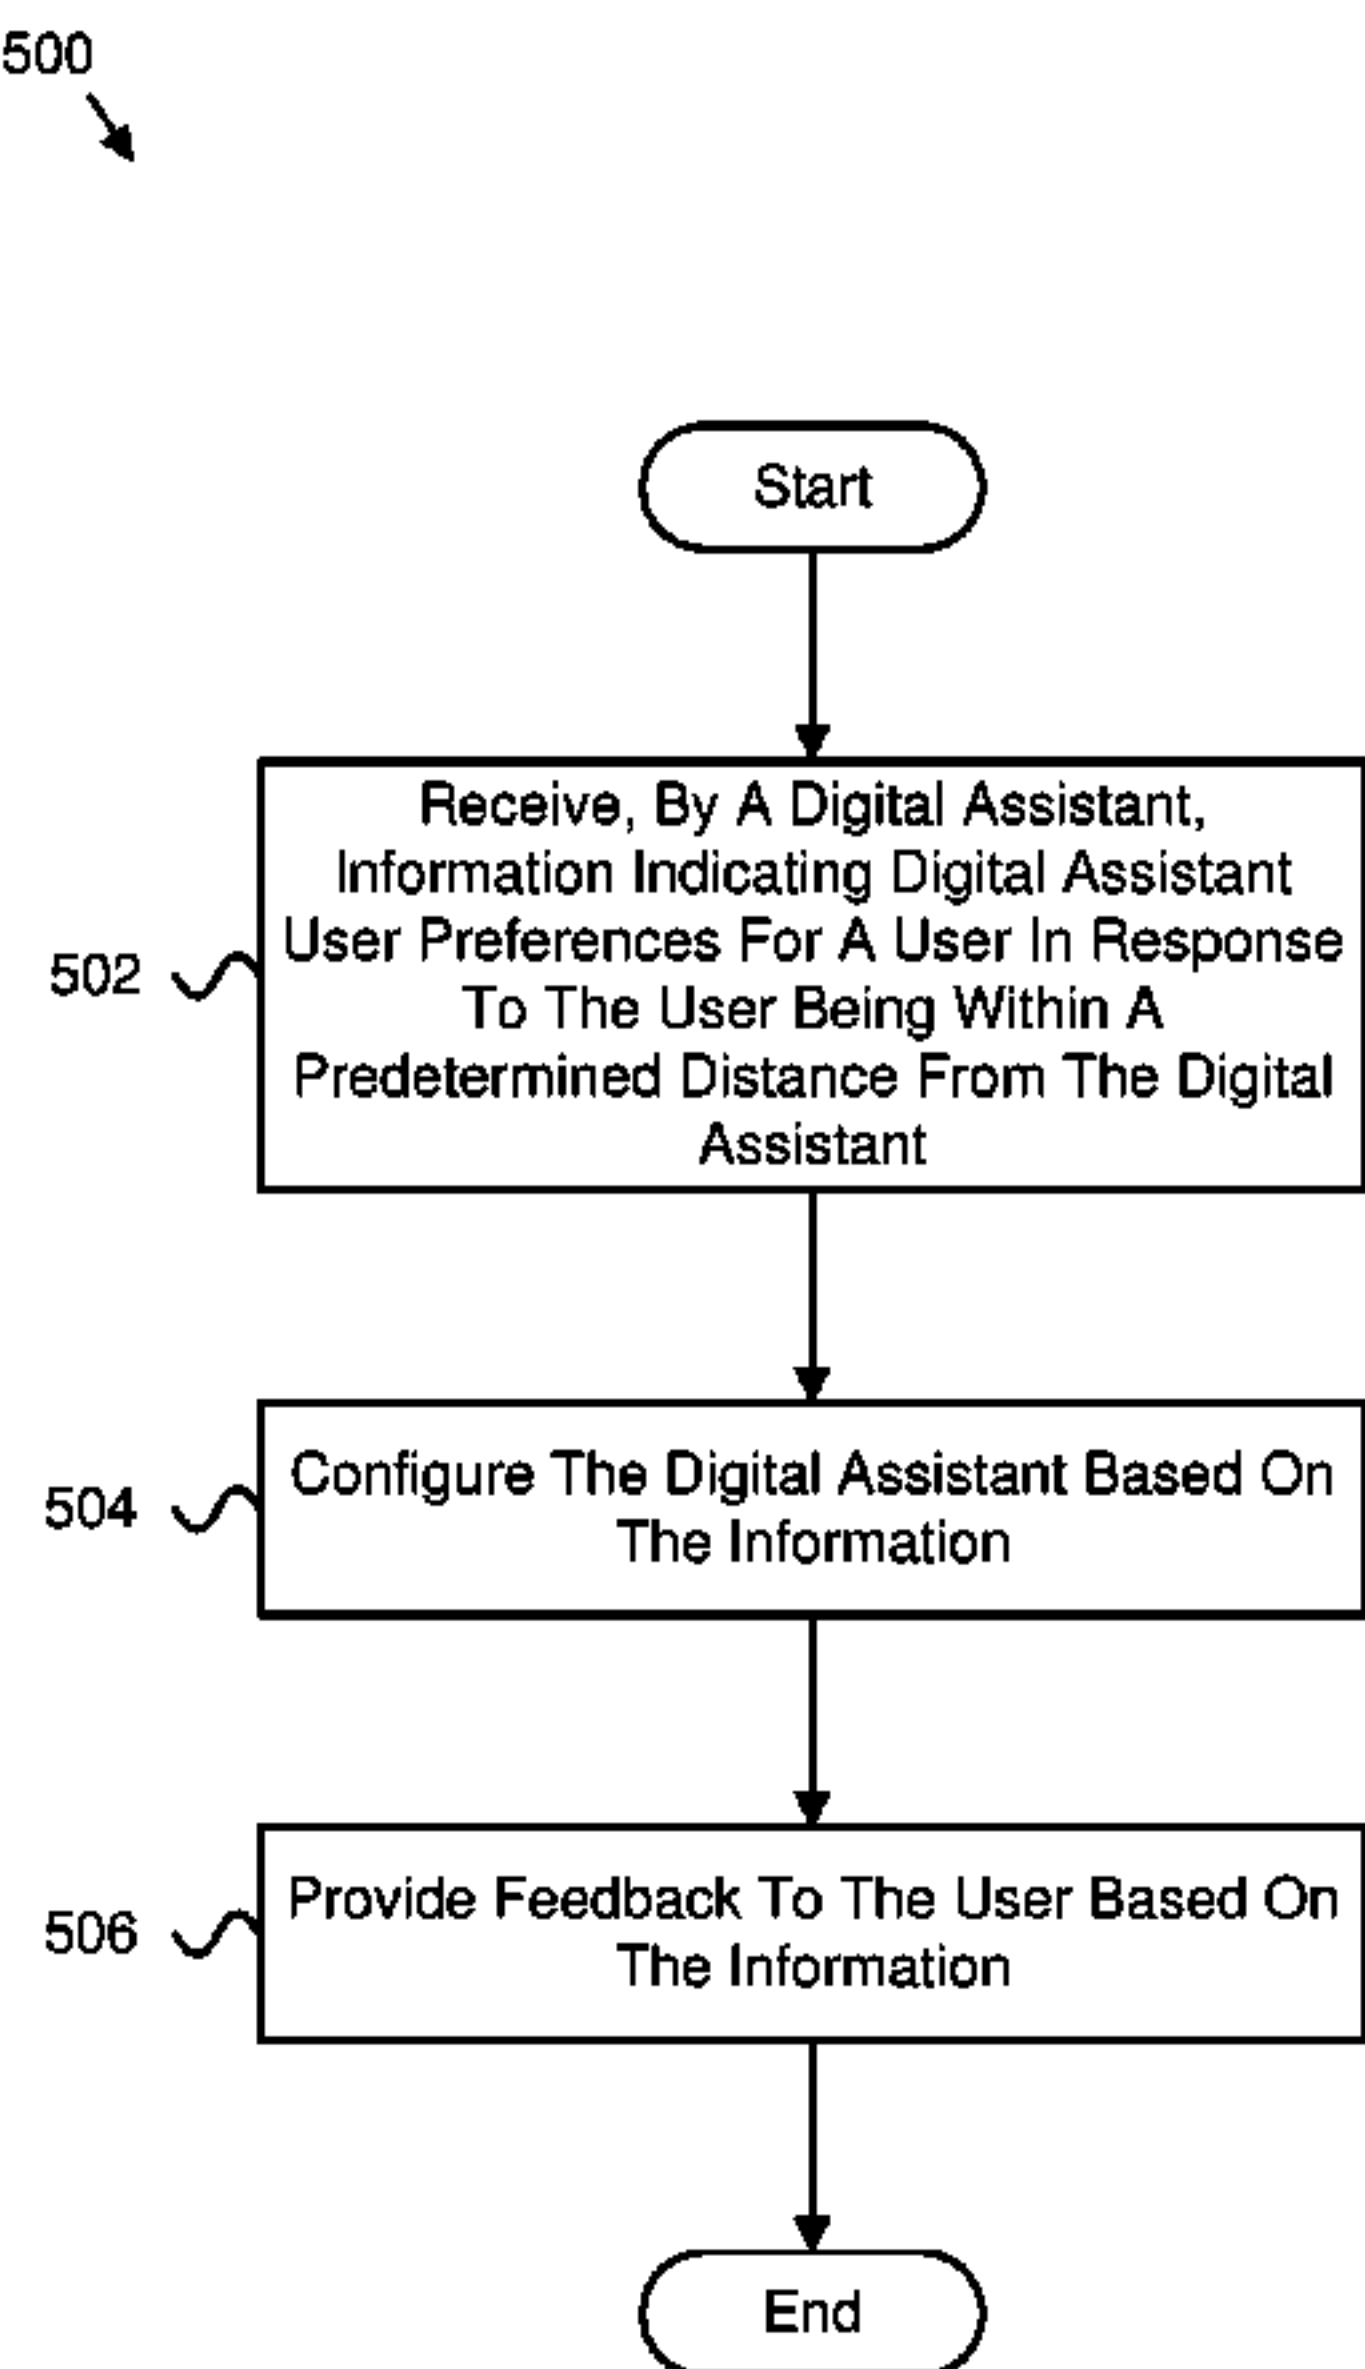 500
Start
Receive, By A Digital Assistant,
Information Indicating Digital Assistant
User Preferences For A User In Response
To The User Being Within A
Predetermined Distance From The Digital
Assistant
502
Configure The Digital Assistant Based On
The Information
504
Provide Feedback To The User Based On
The Information
506
End